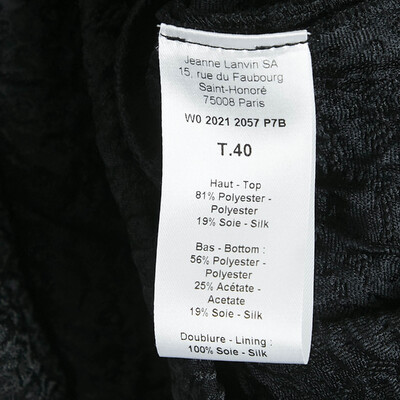 Jeanne Lanvin SA
15, rue du Faubourg
Saint-Honoré
75008 Paris
W0 2021 2057 P7B
T.40
Haut - Top
81% Polyester -
Polyester
19% Soie - Silk
Bas - Bottom :
56% Polyester -
Polyester
25% Acétate -
Acetate
19% Soie - Silk
Doublure - Lining :
100% Soie - Silk